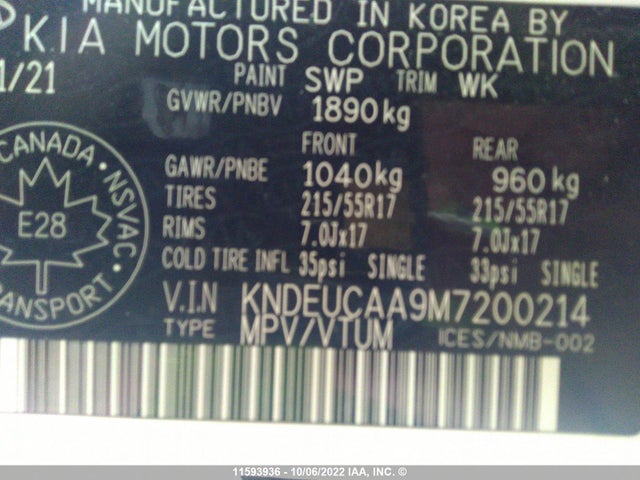 MANUFACTURED IN KOREA BY
KIA MOTORS CORPORATION
1/21 PAINT SWP TRIM WK
GVWR/PNBV 1890kg
FRONT REAR
GAWR/PNBE 1040kg 960kg
TIRES 215/55R17 215/55R17
RIMS 7.0Jx17 7.0Jx17
COLD TIRE INFL 35psi SINGLE 33psi SINGLE
V.I.N KNDEUCAA9M7200214
TYPE MPV/VTUM ICES/NMB-002
CANADA • NSVAC •
E28
TRANSPORT
11593936 - 10/06/2022 IAA, INC. ©